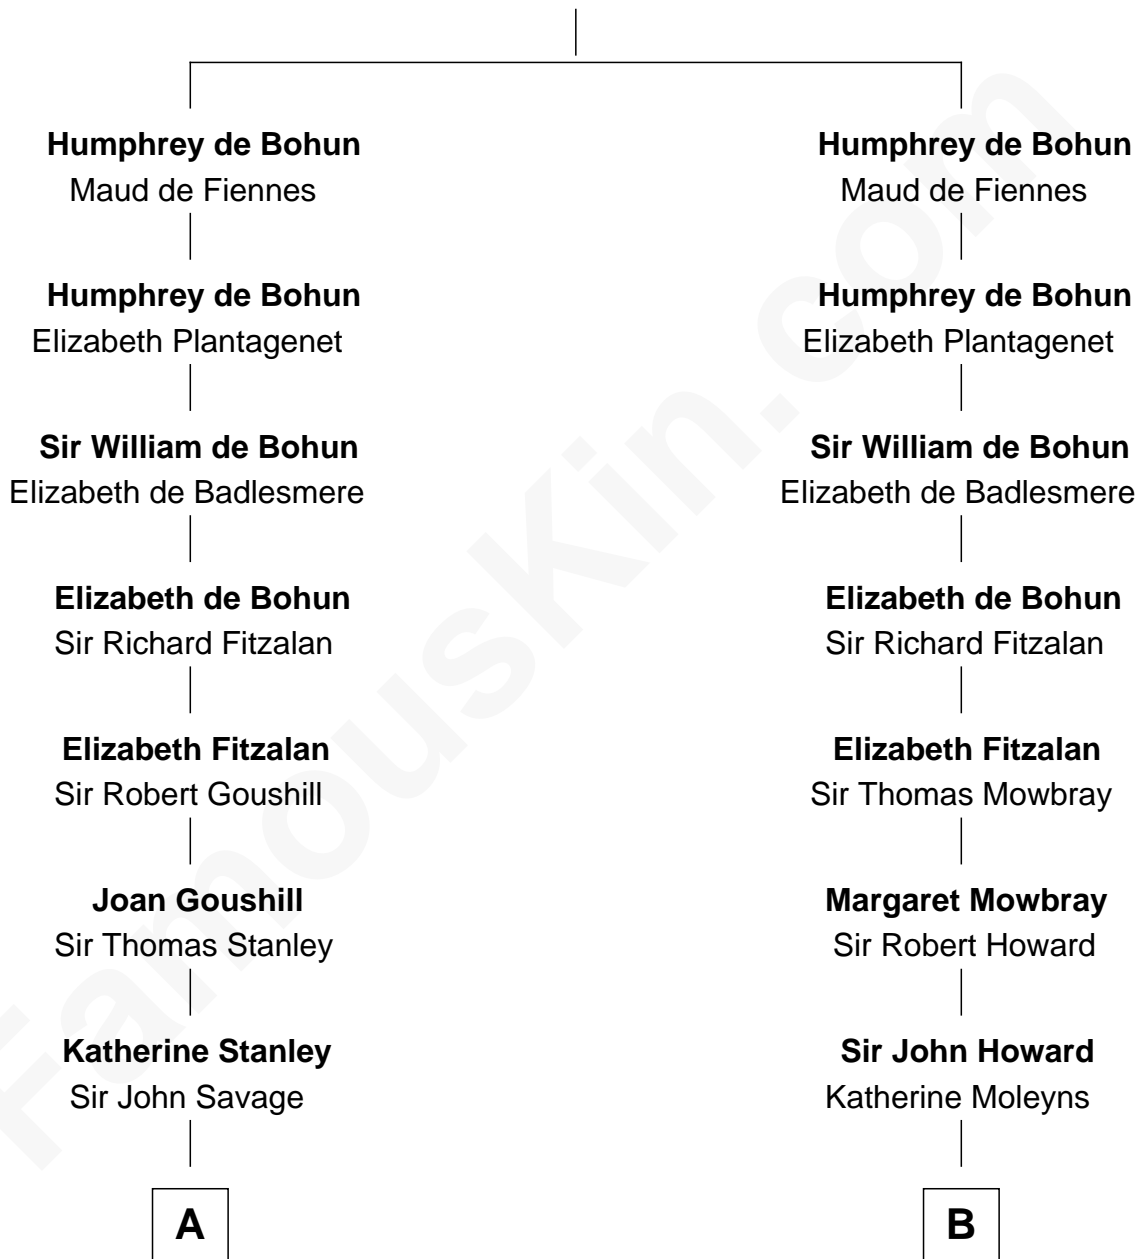 Humphrey de Bohun
Maud de Fiennes
Humphrey de Bohun
Elizabeth Plantagenet
Sir William de Bohun
Elizabeth de Badlesmere
Elizabeth de Bohun
Sir Richard Fitzalan
Elizabeth Fitzalan
Sir Robert Goushill
Joan Goushill
Sir Thomas Stanley
Katherine Stanley
Sir John Savage
A
Humphrey de Bohun
Maud de Fiennes
Humphrey de Bohun
Elizabeth Plantagenet
Sir William de Bohun
Elizabeth de Badlesmere
Elizabeth de Bohun
Sir Richard Fitzalan
Elizabeth Fitzalan
Sir Thomas Mowbray
Margaret Mowbray
Sir Robert Howard
Sir John Howard
Katherine Moleyns
B
FamousKin.com